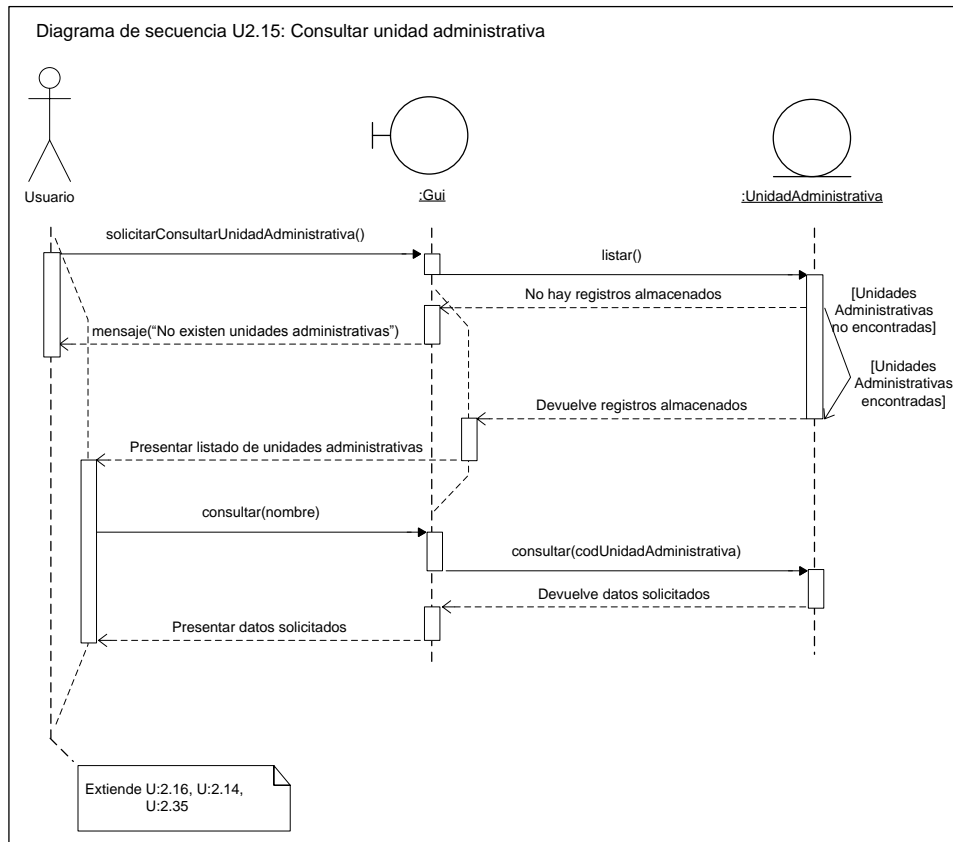 Diagrama de secuencia U2.15: Consultar unidad administrativa
Usuario
:Gui
:UnidadAdministrativa
solicitarConsultarUnidadAdministrativa()
listar()
No hay registros almacenados
[Unidades
Administrativas
no encontradas]
mensaje(“No existen unidades administrativas”)
[Unidades
Administrativas
encontradas]
Devuelve registros almacenados
Presentar listado de unidades administrativas
consultar(nombre)
consultar(codUnidadAdministrativa)
Devuelve datos solicitados
Presentar datos solicitados
Extiende U:2.16, U:2.14,
U:2.35